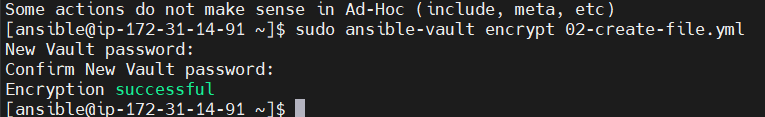 Some actions do not make sense in Ad-Hoc (include, meta, etc)
[ansible@ip-172-31-14-91 ~]$ sudo ansible-vault encrypt 02-create-file.yml
New Vault password:
Confirm New Vault password:
Encryption successful
[ansible@ip-172-31-14-91 ~]$